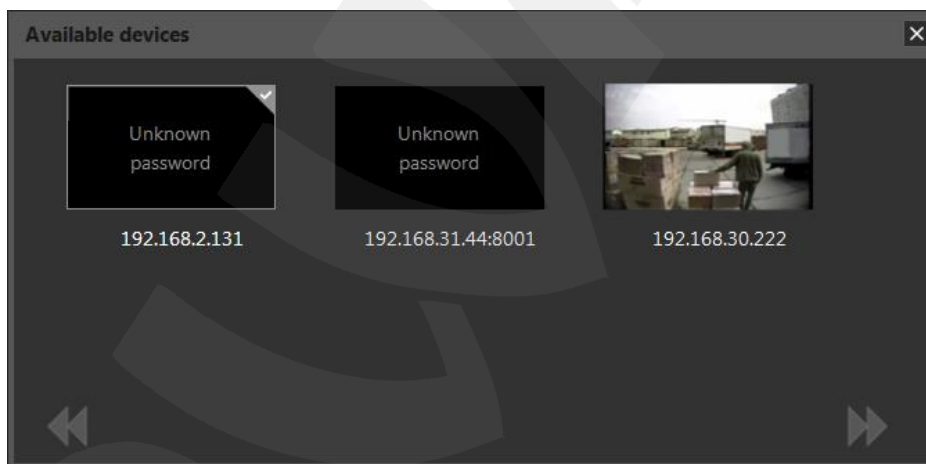 Available devices
Unknown
password
Unknown
password
192.168.2.131
192.168.31.44:8001
192.168.30.222